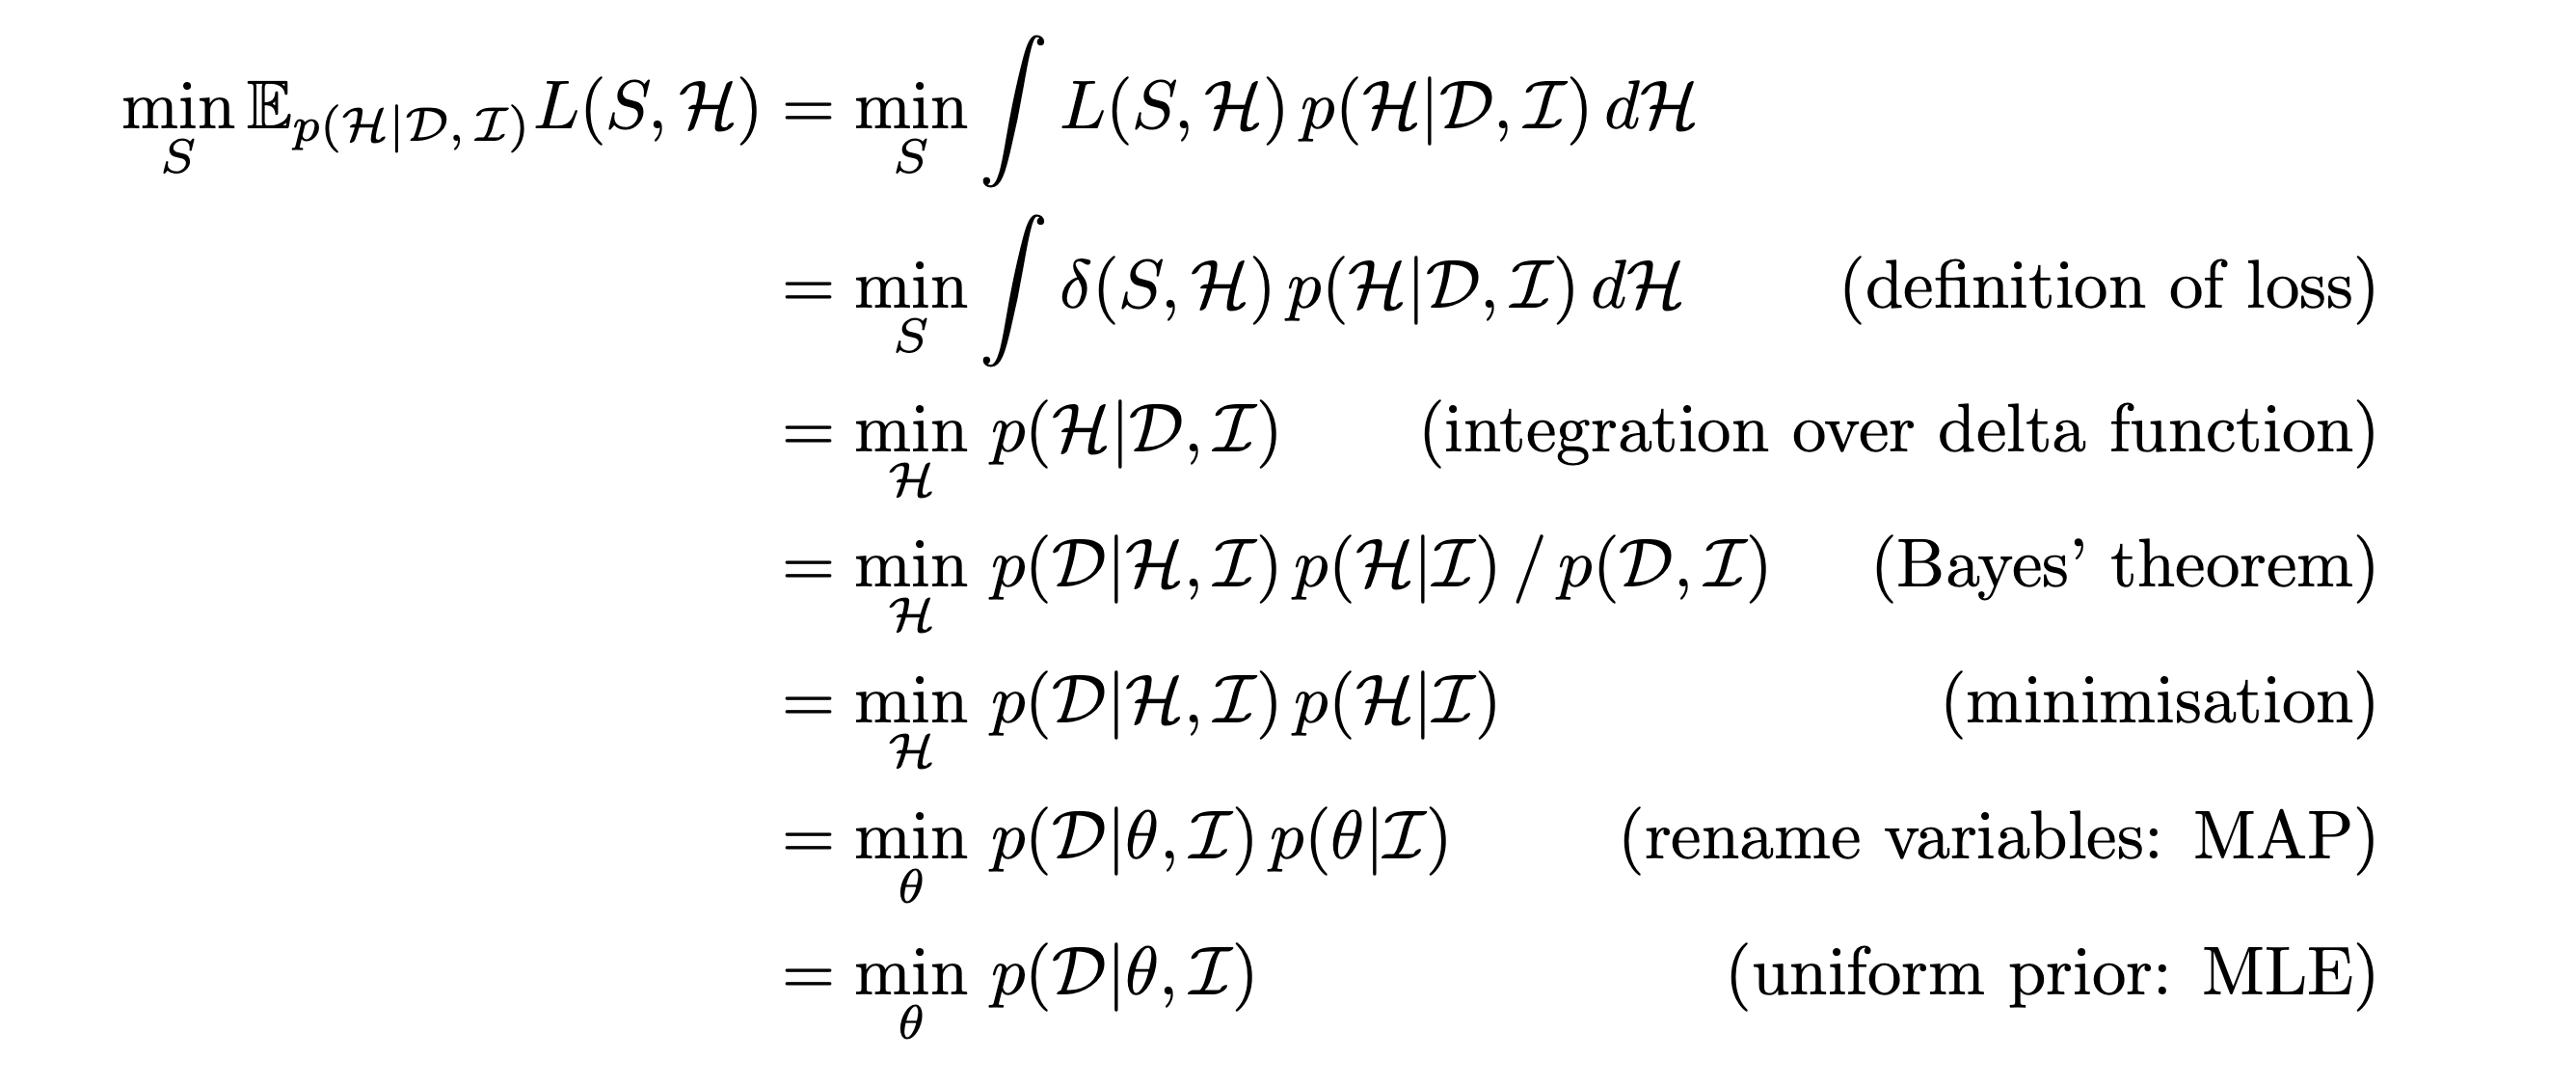 min_S 𝔼_{p(ℋ|𝒟, ℐ)} L(S, ℋ) = min_S ∫ L(S, ℋ) p(ℋ|𝒟, ℐ) dℋ
= min_S ∫ δ(S, ℋ) p(ℋ|𝒟, ℐ) dℋ (definition of loss)
= min_ℋ p(ℋ|𝒟, ℐ) (integration over delta function)
= min_ℋ p(𝒟|ℋ, ℐ) p(ℋ|ℐ) / p(𝒟, ℐ) (Bayes’ theorem)
= min_ℋ p(𝒟|ℋ, ℐ) p(ℋ|ℐ) (minimisation)
= min_θ p(𝒟|θ, ℐ) p(θ|ℐ) (rename variables: MAP)
= min_θ p(𝒟|θ, ℐ) (uniform prior: MLE)